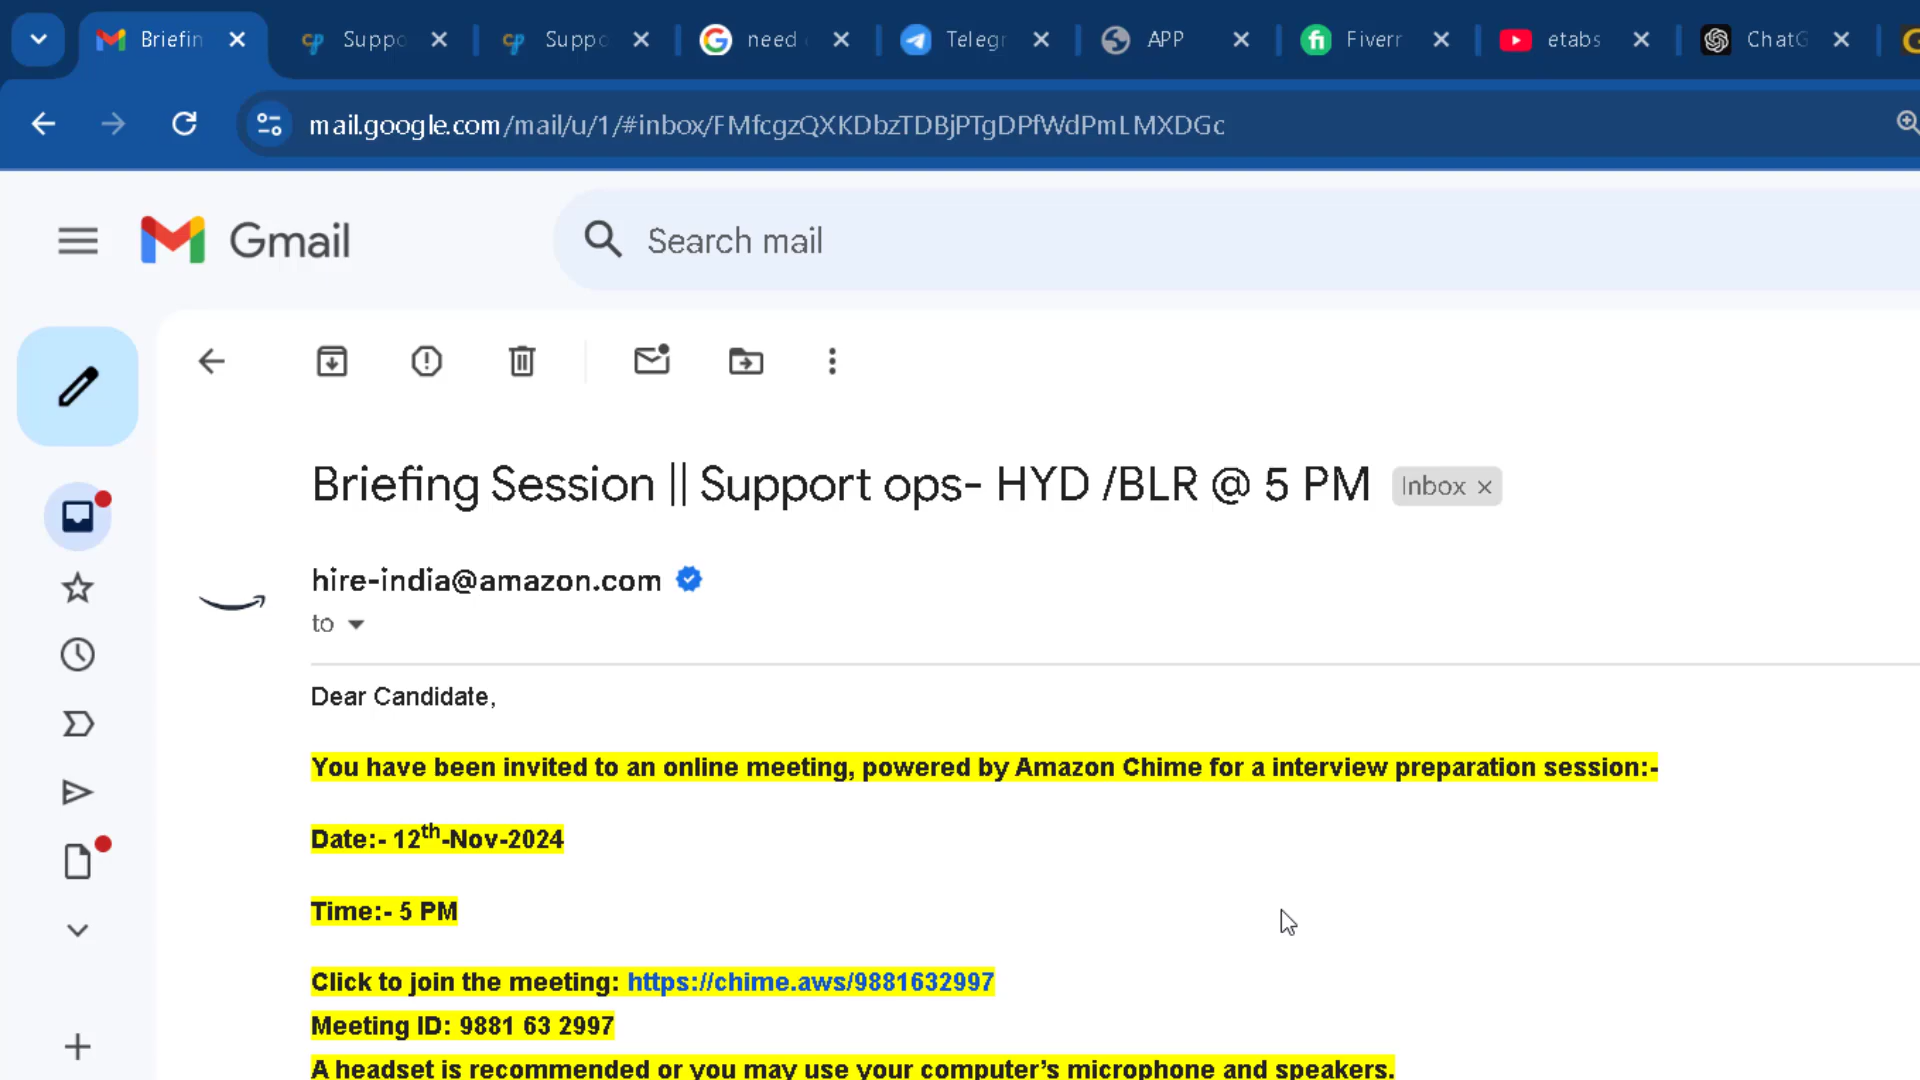 Briefin
Suppo
Suppo
need
Telegr
APP
Fiverr
etabs
ChatG
mail.google.com/mail/u/1/#inbox/FMfcgzQXKDbzTDBjPTgDPfWdPmLMXDGc
Gmail
Search mail
Briefing Session || Support ops- HYD /BLR @ 5 PM Inbox
hire-india@amazon.com
to
Dear Candidate,
You have been invited to an online meeting, powered by Amazon Chime for a interview preparation session:-
Date:- 12th-Nov-2024
Time:- 5 PM
Click to join the meeting: https://chime.aws/9881632997
Meeting ID: 9881 63 2997
A headset is recommended or you may use your computer’s microphone and speakers.